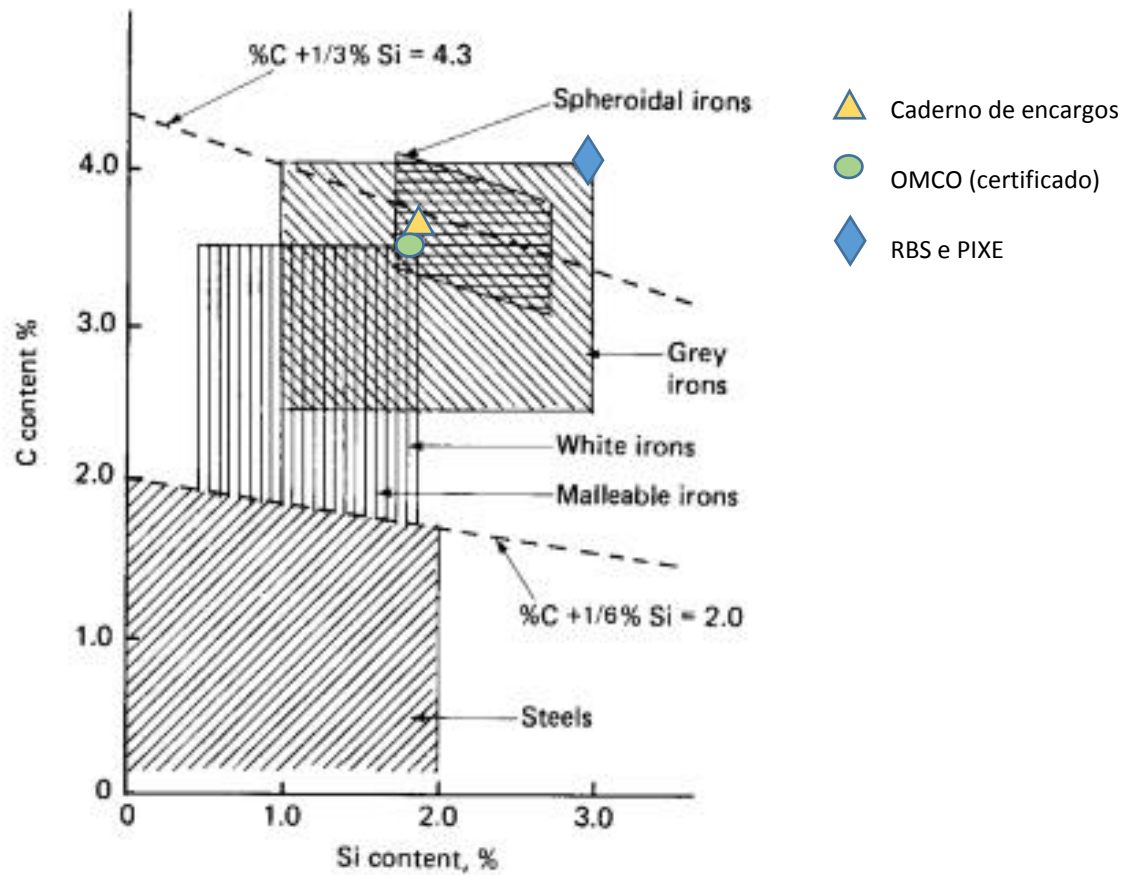 %C +1/3% Si = 4.3
Spheroidal irons
Caderno de encargos
OMCO (certificado)
RBS e PIXE
4.0
3.0
2.0
1.0
0
C content %
Grey
irons
White irons
Malleable irons
%C +1/6% Si = 2.0
Steels
0
1.0
2.0
3.0
Si content, %